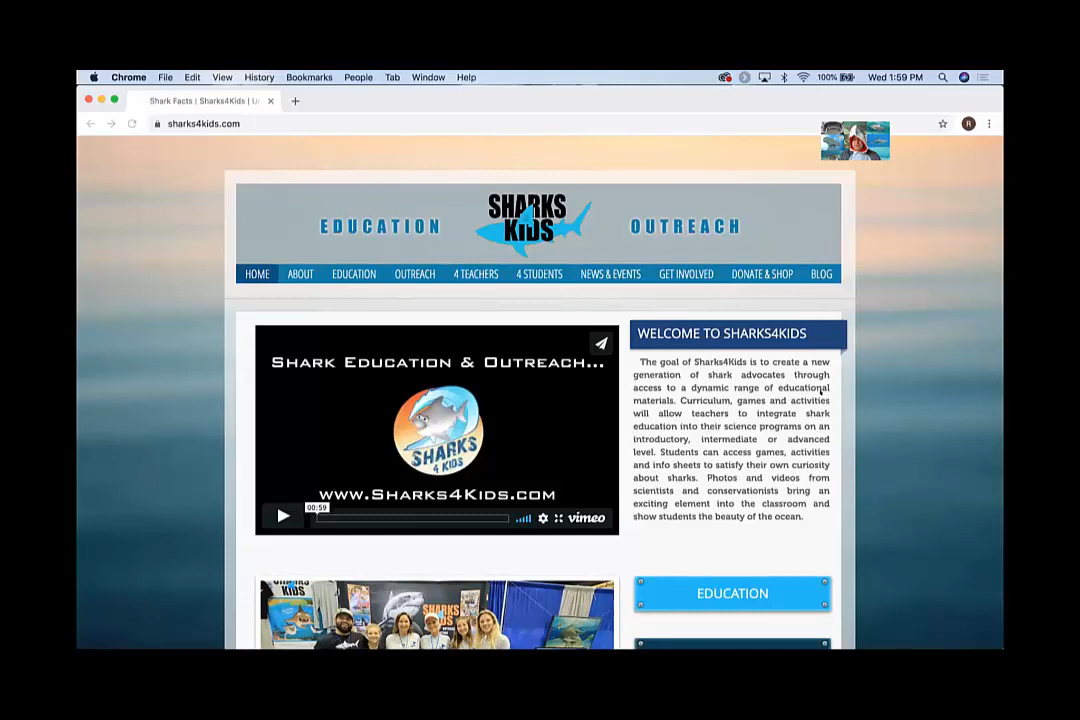 Chrome File Edit View History Bookmarks People Tab Window Help 100% Wed 1:59 PM
Shark Facts | Sharks4Kids | U
sharks4kids.com R
EDUCATION SHARKS KIDS OUTREACH
HOME ABOUT EDUCATION OUTREACH 4 TEACHERS 4 STUDENTS NEWS & EVENTS GET INVOLVED DONATE & SHOP BLOG
SHARK EDUCATION & OUTREACH...
SHARKS
4 KIDS
WWW.SHARKS4KIDS.COM
00:59
vimeo
WELCOME TO SHARKS4KIDS
The goal of Sharks4Kids is to create a new
generation of shark advocates through
access to a dynamic range of educational
materials. Curriculum, games and activities
will allow teachers to integrate shark
education into their science programs on an
introductory, intermediate or advanced
level. Students can access games, activities
and info sheets to satisfy their own curiosity
about sharks. Photos and videos from
scientists and conservationists bring an
exciting element into the classroom and
show students the beauty of the ocean.
KIDS
SHARKS
EDUCATION